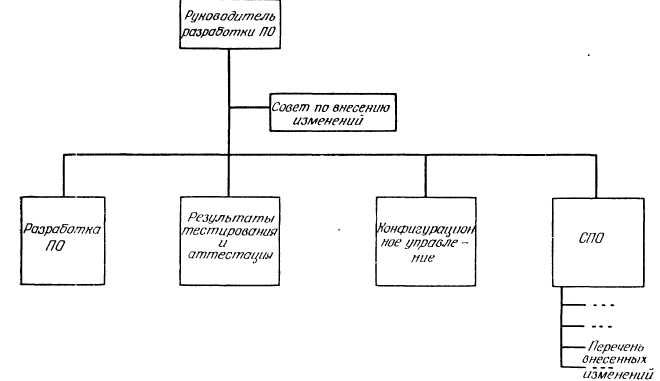 Руководитель
разработки ПО
Совет по внесению
изменений
Разработка
ПО
Результаты
тестирования
и
аттестация
Конфигурацион
ное управле-
ние
СПО
Перечень
внесенных
изменений